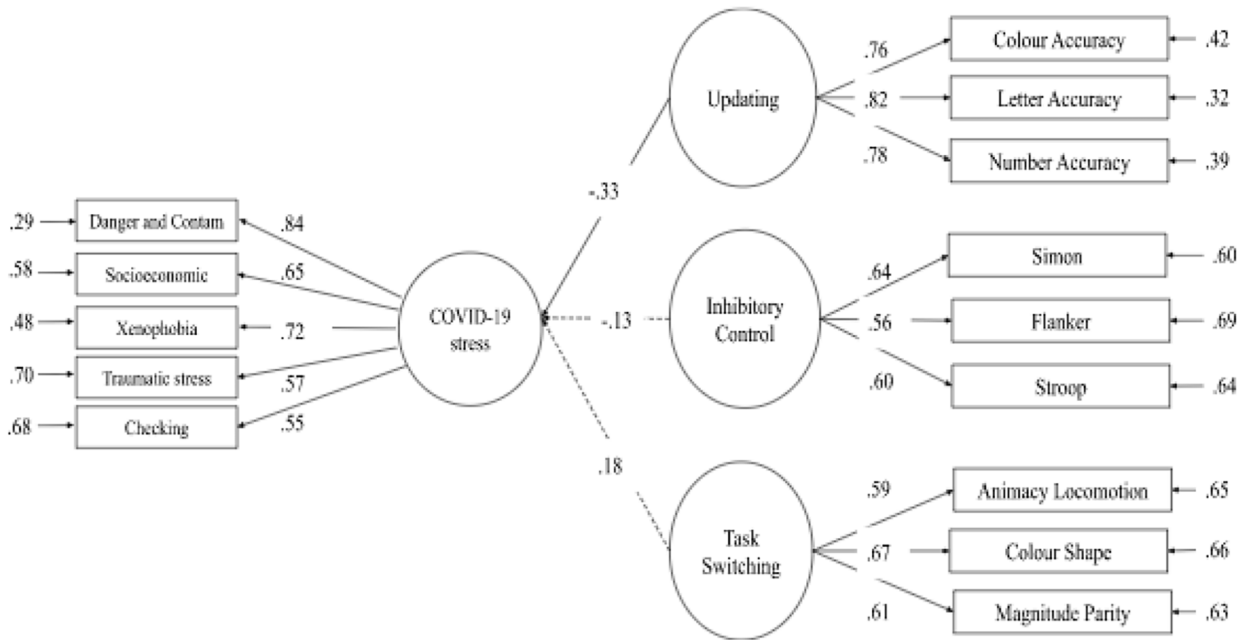 .76
Colour Accuracy
.42
Updating
.82
Letter Accuracy
.32
.78
Number Accuracy
.39
-.33
.29
Danger and Contam
.84
.58
Socioeconomic
.65
.48
Xenophobia
.72
.70
Traumatic stress
.57
.68
Checking
.55
COVID-19
stress
-.13
Inhibitory
Control
.64
Simon
.60
.56
Flanker
.69
.60
Stroop
.64
.18
Task
Switching
.59
Animacy Locomotion
.65
.67
Colour Shape
.66
.61
Magnitude Parity
.63